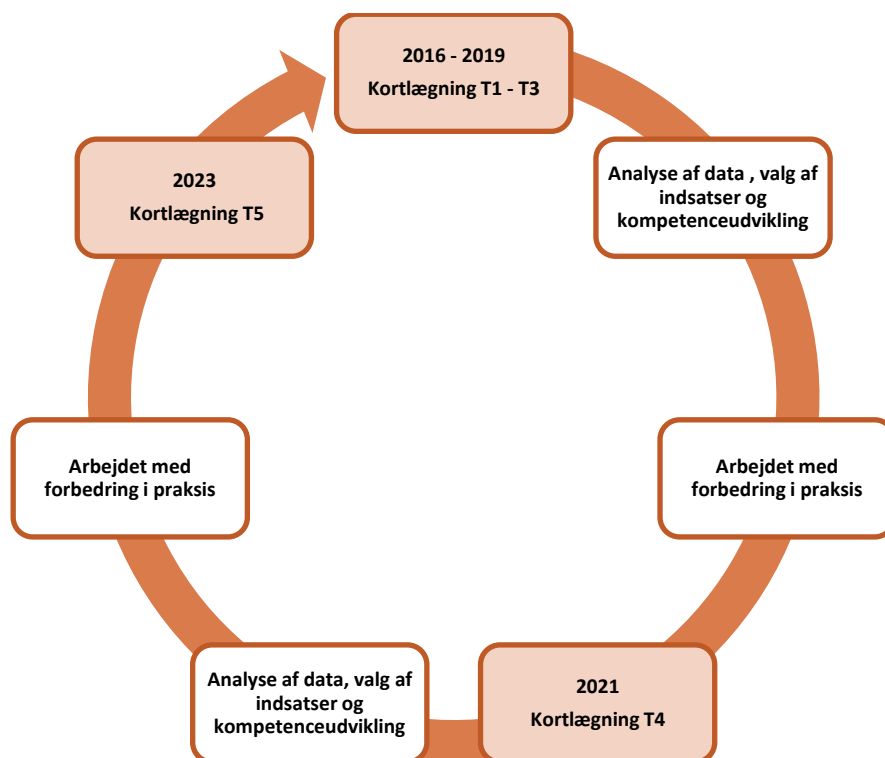 2016 - 2019
Kortlægning T1 - T3
Analyse af data , valg af
indsatser og
kompetenceudvikling
Arbejdet med
forbedring i praksis
2021
Kortlægning T4
Analyse af data, valg af
indsatser og
kompetenceudvikling
Arbejdet med
forbedring i praksis
2023
Kortlægning T5